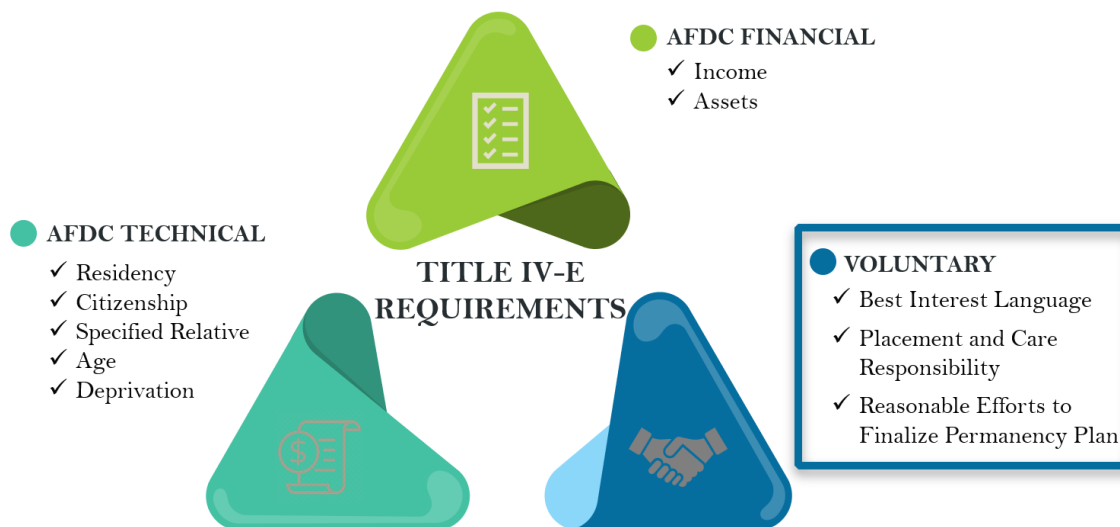 AFDC FINANCIAL
✓ Income
✓ Assets
AFDC TECHNICAL
✓ Residency
✓ Citizenship
✓ Specified Relative
✓ Age
✓ Deprivation
TITLE IV-E
REQUIREMENTS
VOLUNTARY
✓ Best Interest Language
✓ Placement and Care
Responsibility
✓ Reasonable Efforts to
Finalize Permanency Plan
$